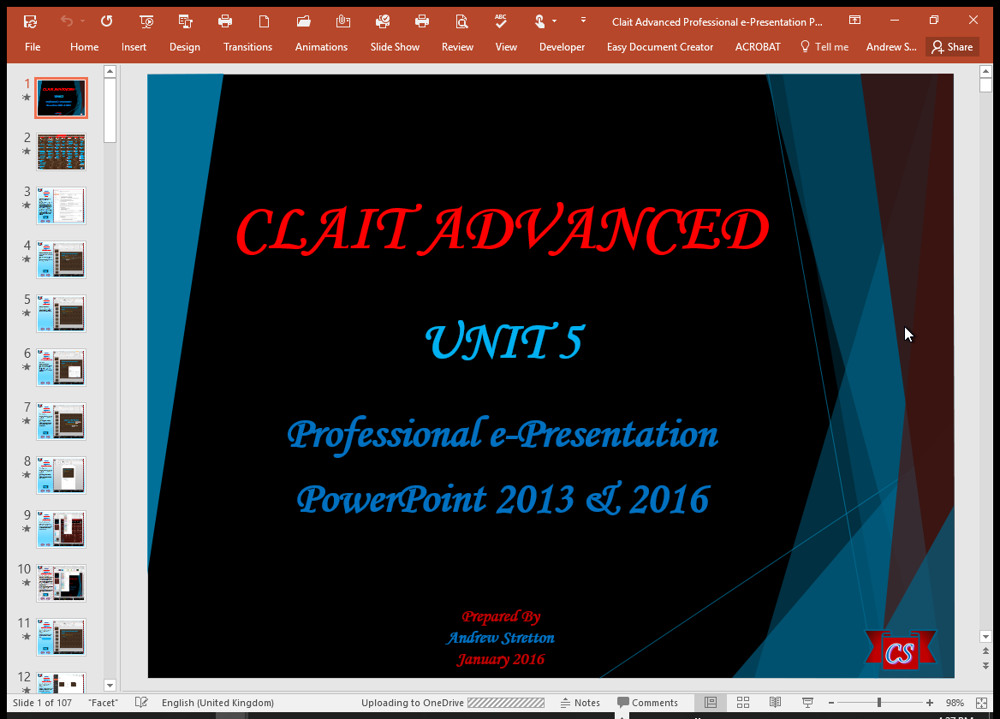 ABC
Clait Advanced Professional e-Presentation P...
File Home Insert Design Transitions Animations Slide Show Review View Developer Easy Document Creator ACROBAT Tell me Andrew S... Share
1
2
3
4
5
6
7
8
9
10
11
12
CLAIT ADVANCED
UNIT 5
Professional e-Presentation
PowerPoint 2013 & 2016
Prepared By
Andrew Stretton
January 2016
CS
Slide 1 of 107 "Facet" English (United Kingdom) Uploading to OneDrive Notes Comments 98%